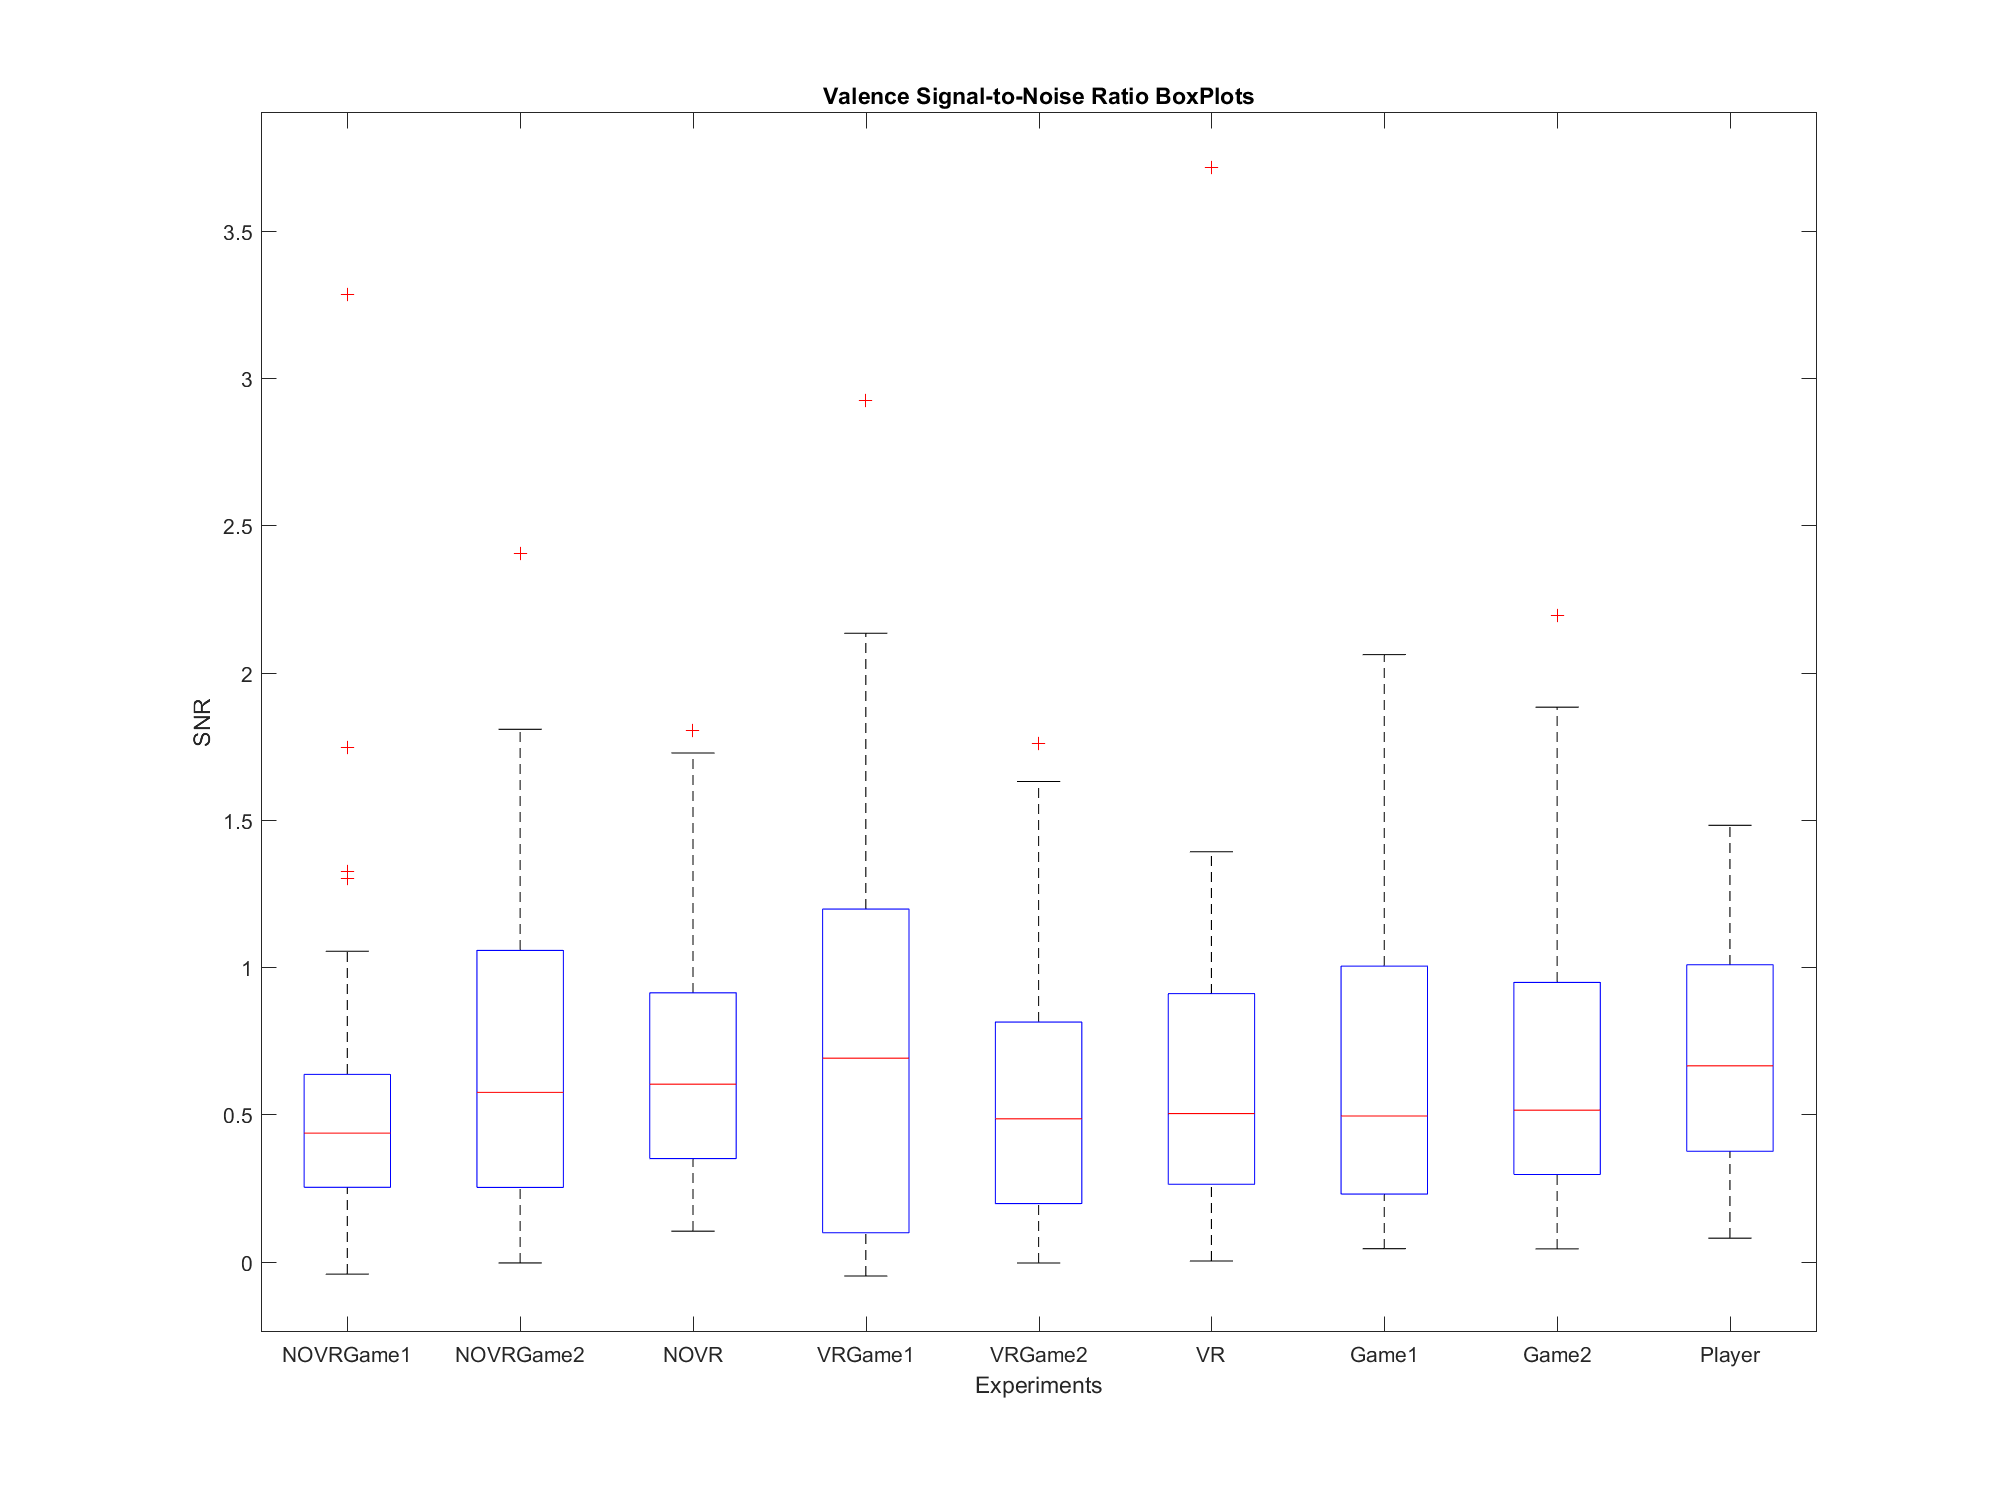 Valence Signal-to-Noise Ratio BoxPlots
3.5
3
2.5
2
1.5
1
0.5
0
SNR
NOVRGame1 NOVRGame2 NOVR VRGame1 VRGame2 VR Game1 Game2 Player
Experiments